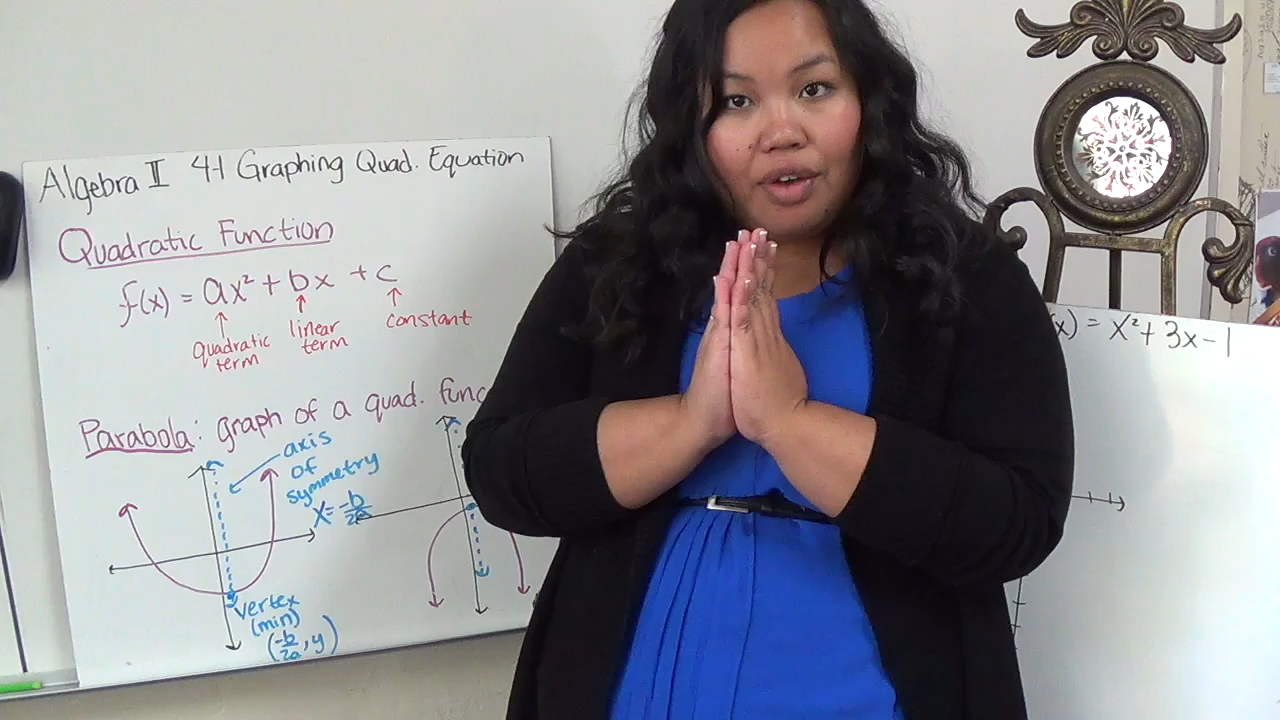 Algebra II 4-1 Graphing Quad. Equation
Quadratic Function
f(x) = ax² + bx + c
quadratic term
linear term
constant
Parabola: graph of a quad. func
axis
of
symmetry
x = -b/2a
vertex
(min)
(-b/2a, y)
x) = x² + 3x - 1